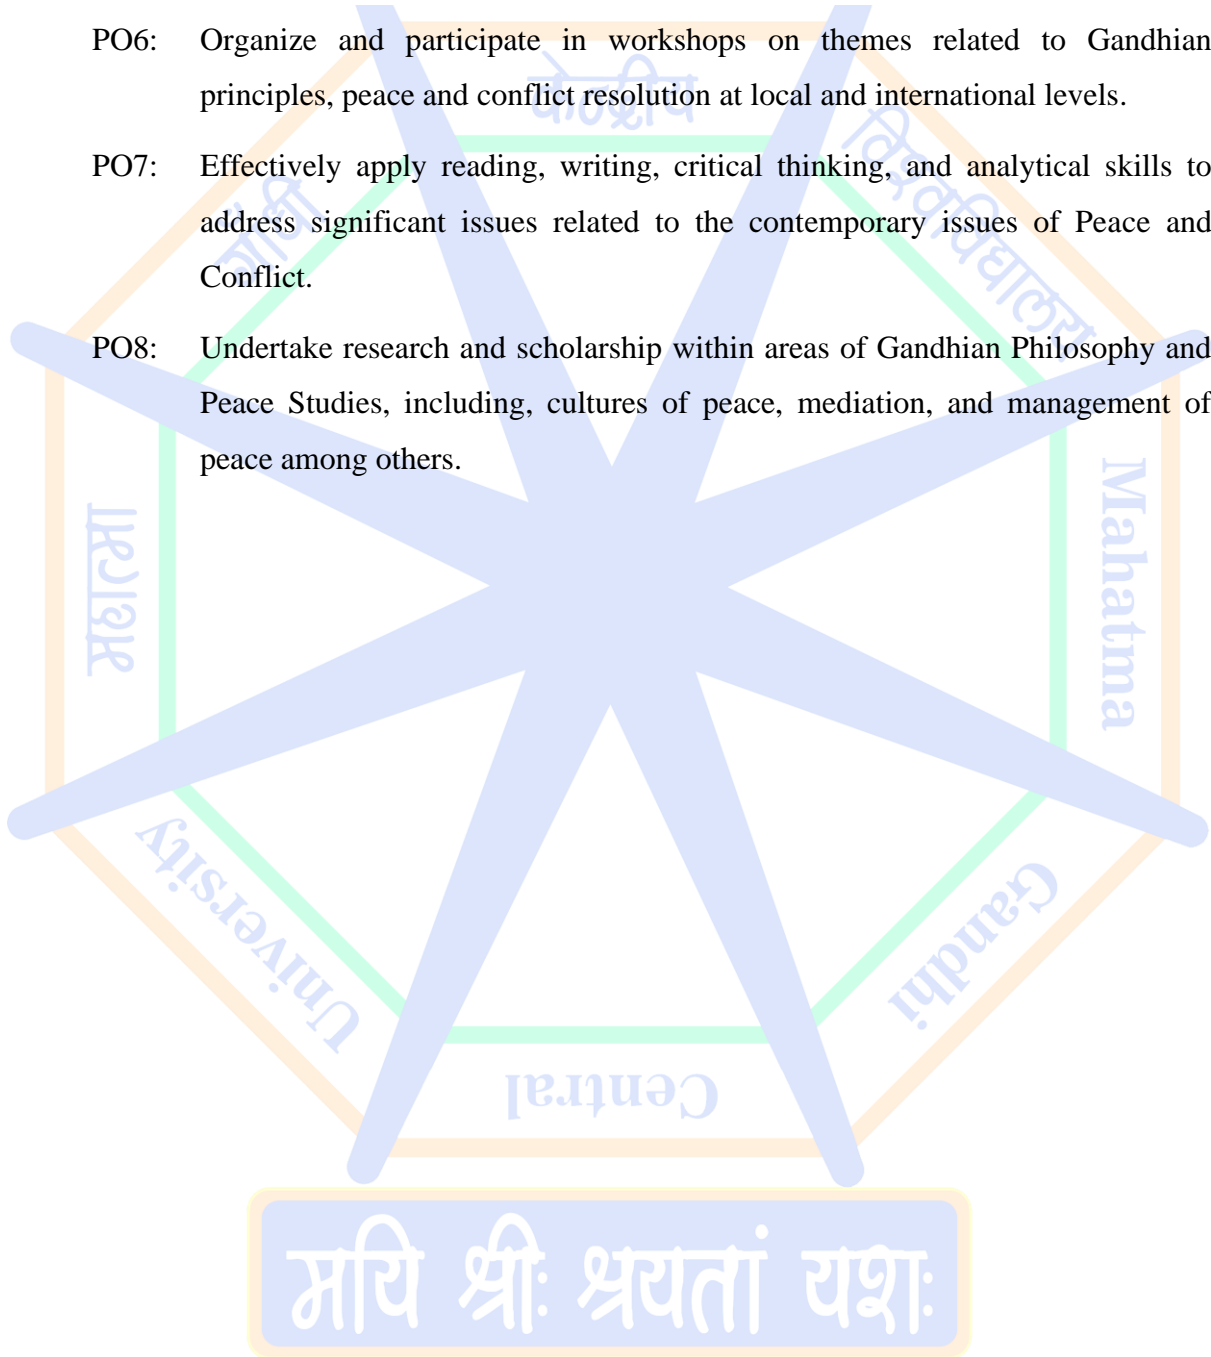 PO6: Organize and participate in workshops on themes related to Gandhian
principles, peace and conflict resolution at local and international levels.
PO7: Effectively apply reading, writing, critical thinking, and analytical skills to
address significant issues related to the contemporary issues of Peace and
Conflict.
PO8: Undertake research and scholarship within areas of Gandhian Philosophy and
Peace Studies, including, cultures of peace, mediation, and management of
peace among others.
महात्मा
गाँधी
केन्द्रीय
विश्वविद्यालय
Mahatma
Gandhi
Central
University
मयि श्रीः श्रयतां यशः